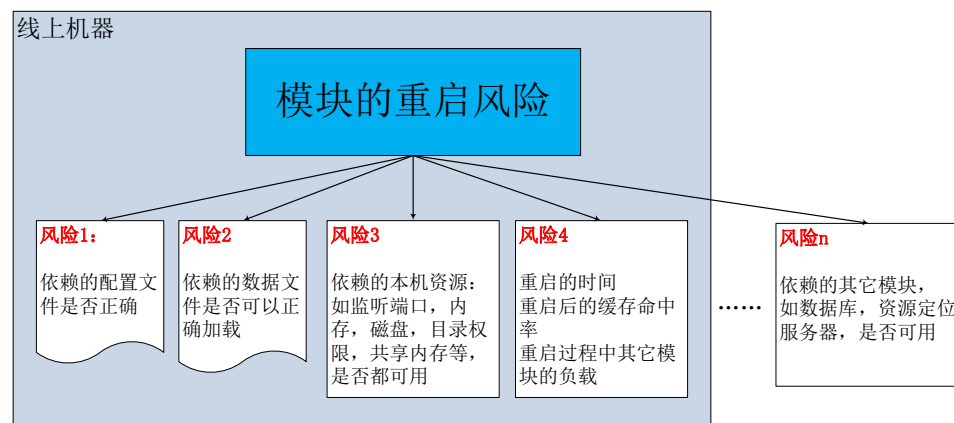 线上机器
模块的重启风险
风险1：
依赖的配置文
件是否正确
风险2
依赖的数据文
件是否可以正
确加载
风险3
依赖的本机资源：
如监听端口，内
存，磁盘，目录权
限，共享内存等，
是否都可用
风险4
重启的时间
重启后的缓存命中
率
重启过程中其它模
块的负载
……
风险n
依赖的其它模块，
如数据库，资源定位
服务器，是否可用